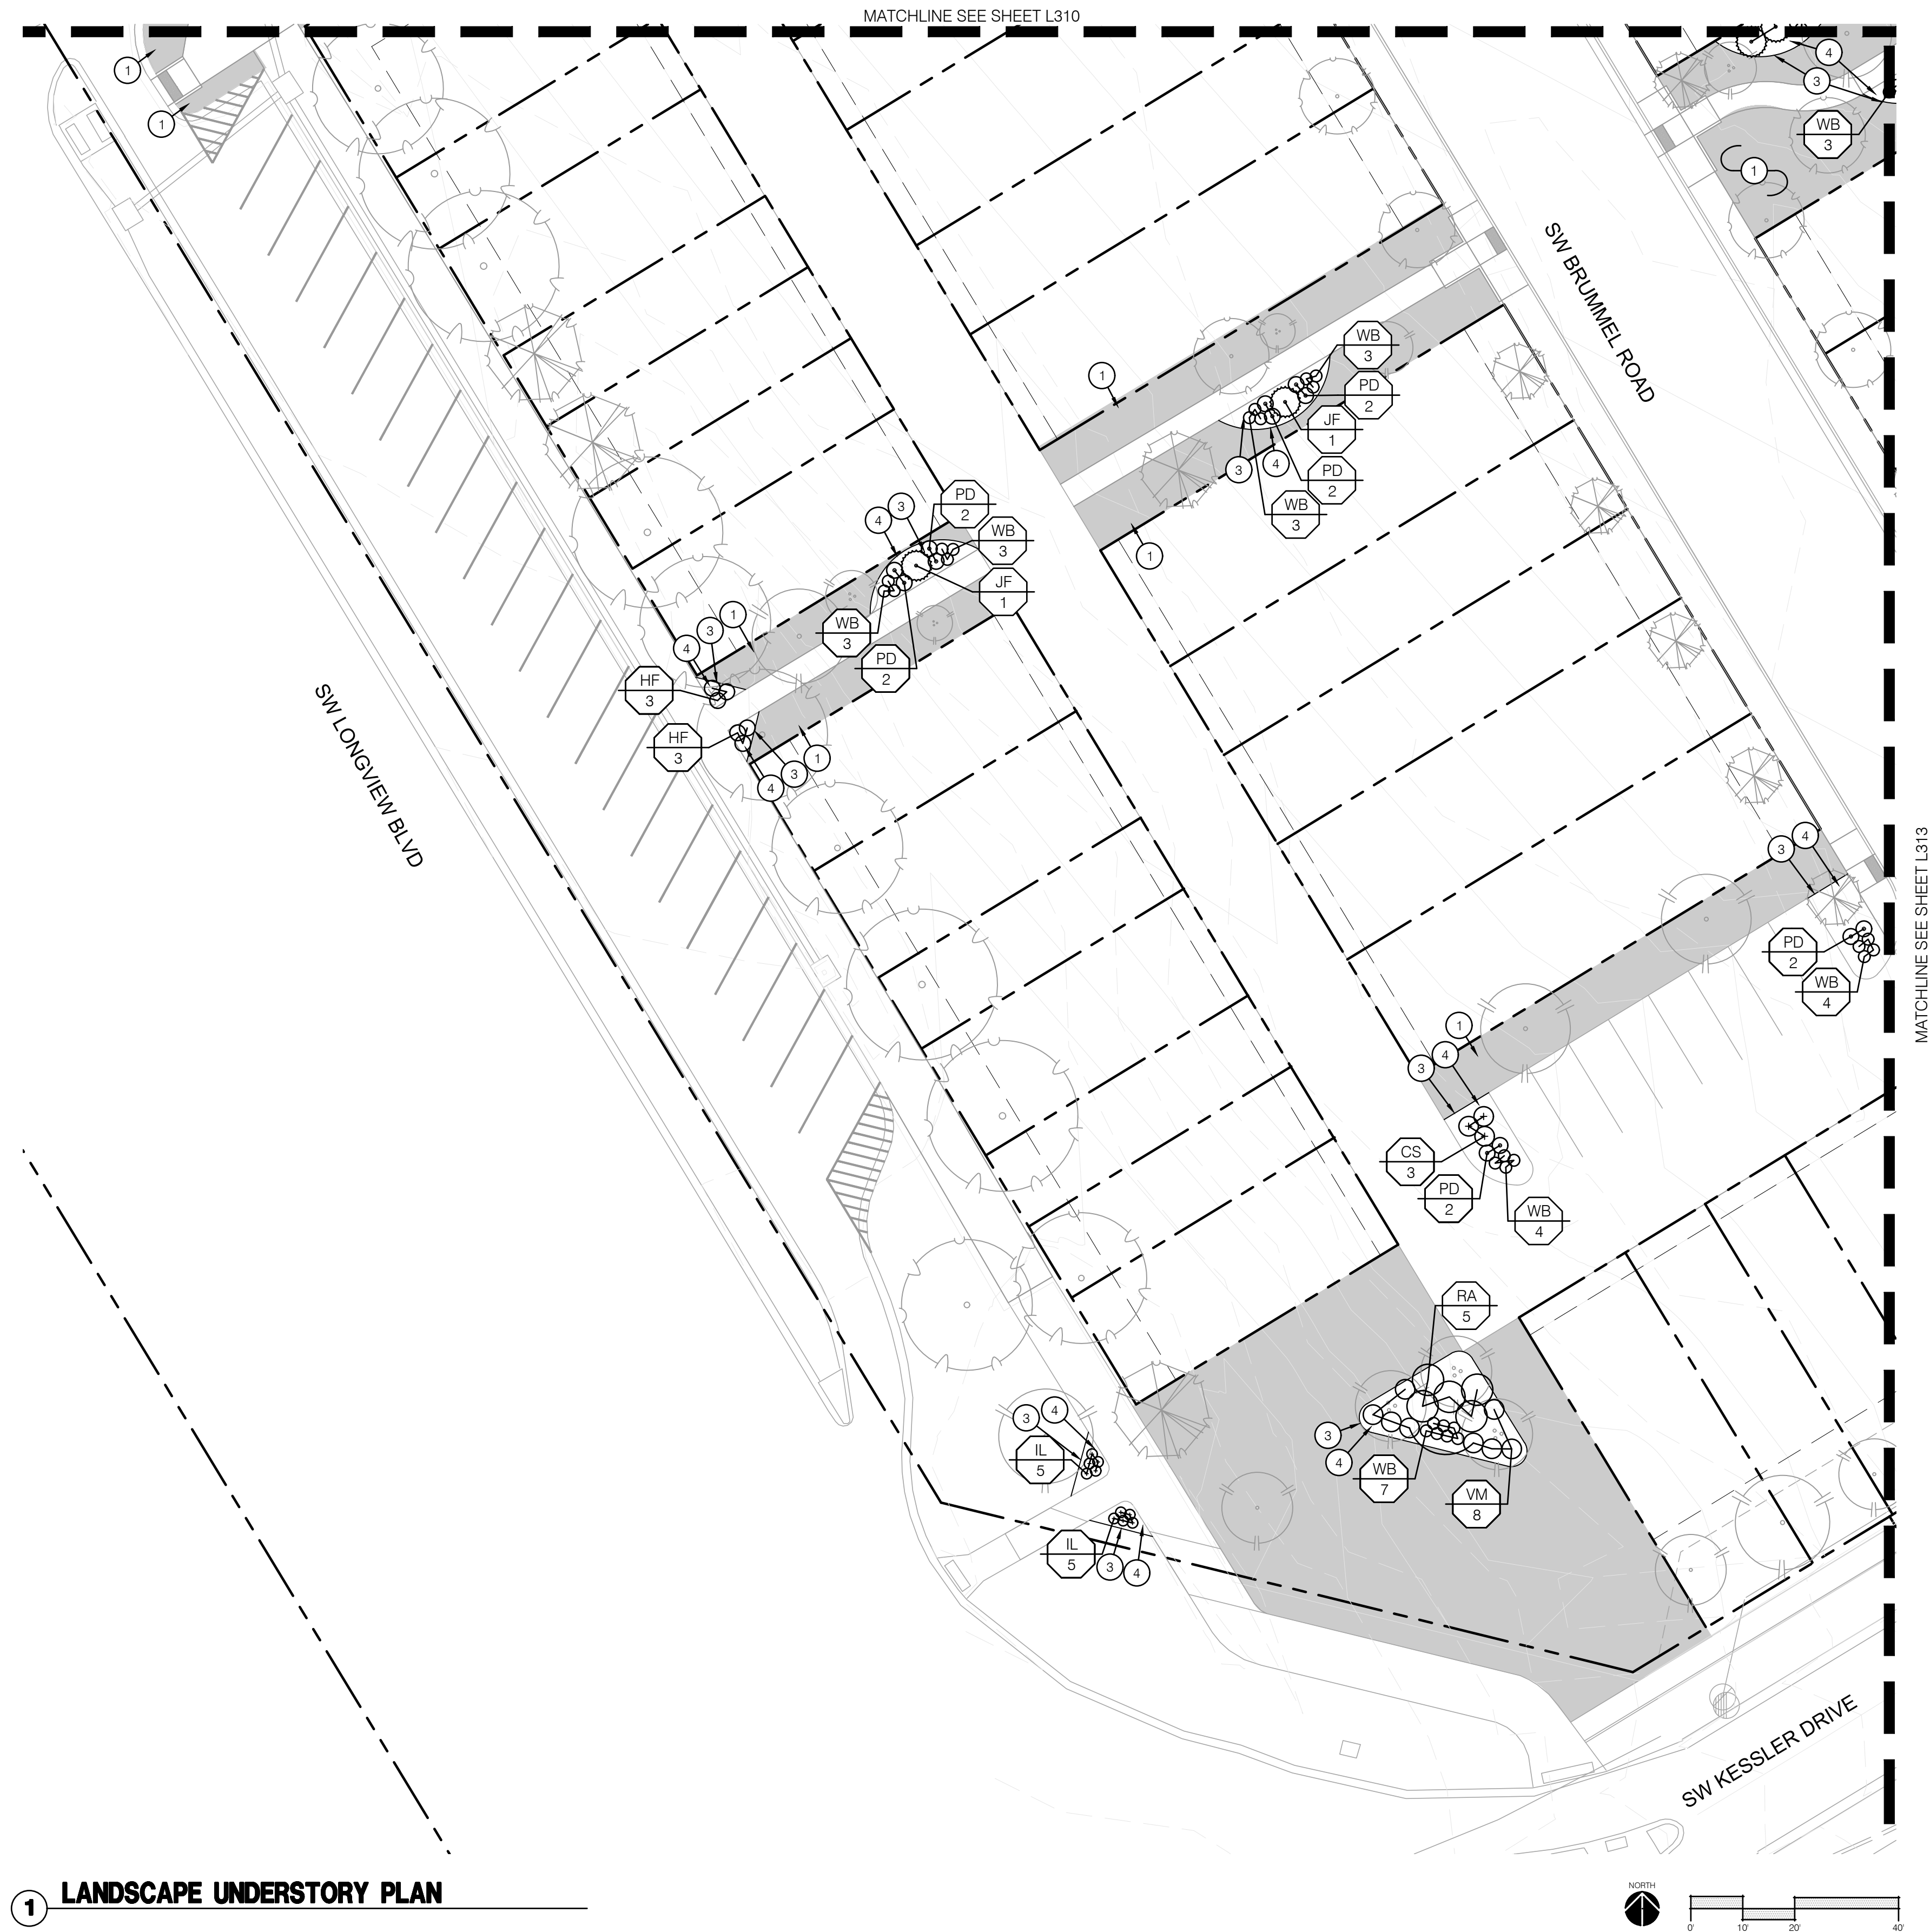 MATCHLINE SEE SHEET L310
1
1
4
3
WB
3
1
SW BRUMMEL ROAD
WB
3
PD
2
JF
1
3
4
PD
2
WB
3
1
1
PD
2
3
4
WB
3
JF
1
WB
3
PD
2
1
3
4
HF
3
HF
3
1
3
4
SW LONGVIEW BLVD
4
3
PD
2
WB
4
MATCHLINE SEE SHEET L313
1
4
3
CS
3
PD
2
WB
4
RA
5
3
4
WB
7
VM
8
4
3
IL
5
IL
5
3
4
SW KESSLER DRIVE
1
LANDSCAPE UNDERSTORY PLAN
NORTH
0' 10' 20' 40'